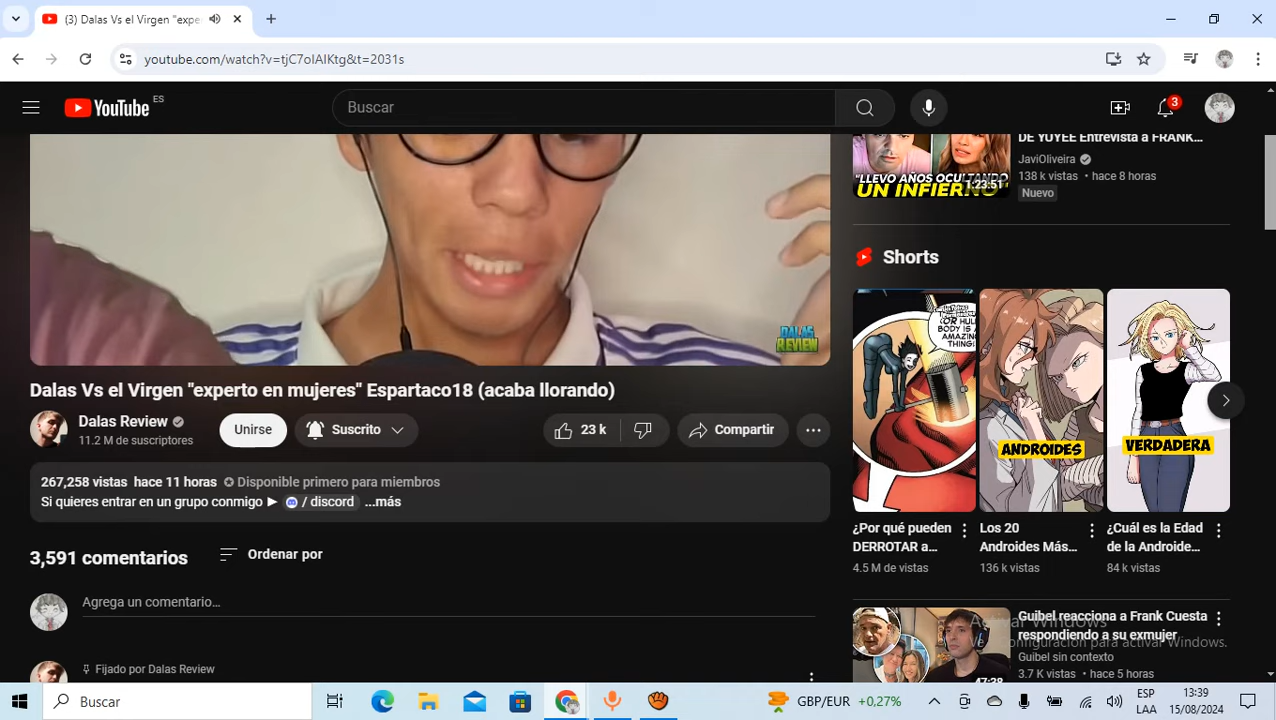 (3) Dalas Vs el Virgen "expe
youtube.com/watch?v=tjC7oIAIKtg&t=2031s
YouTube ES
Buscar
3
DE YUYEE Entrevista a FRANK...
JaviOliveira
138 k vistas • hace 8 horas
Nuevo
"LLEVO AÑOS OCULTANDO
UN INFIERNO"
1:23:51
DALAS
REVIEW
Shorts
OR HUL
BODY IS A
AMAZING
THING!
ANDROIDES
VERDADERA
¿Por qué pueden
DERROTAR a...
4.5 M de vistas
Los 20
Androides Más...
136 k vistas
¿Cuál es la Edad
de la Androide...
84 k vistas
Dalas Vs el Virgen "experto en mujeres" Espartaco18 (acaba llorando)
Dalas Review
11.2 M de suscriptores
Unirse
Suscrito
23 k
Compartir
267,258 vistas hace 11 horas Disponible primero para miembros
Si quieres entrar en un grupo conmigo ► / discord ...más
3,591 comentarios
Ordenar por
Agrega un comentario...
Fijado por Dalas Review
Guibel reacciona a Frank Cuesta
respondiendo a su exmujer
Guibel sin contexto
3.7 K vistas • hace 5 horas
47:38
Activar Windows
Ve a Configuración para activar Windows.
Buscar
GBP/EUR +0,27%
ESP
LAA
13:39
15/08/2024